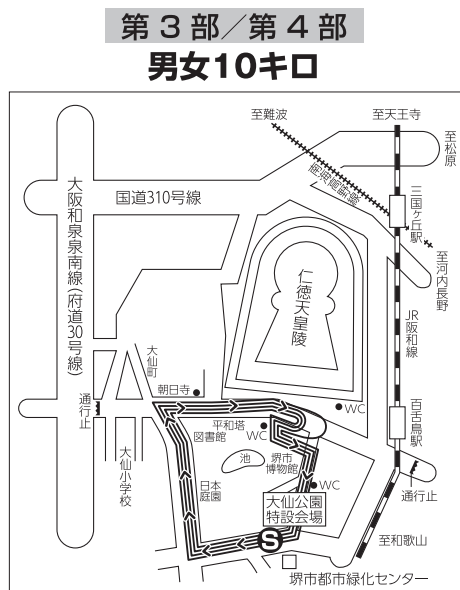 第3部／第4部
男女10キロ
至難波
至天王寺
至松原
南海高野線
三国ヶ丘駅
至河内長野
大阪和泉泉南線(府道30号線)
国道310号線
仁徳天皇陵
JR阪和線
大仙町
朝日寺
通行止
平和塔
図書館
WC
WC
百舌鳥駅
大仙小学校
池
堺市
博物館
日本
庭園
WC
大仙公園
特設会場
通行止
S
至和歌山
堺市都市緑化センター